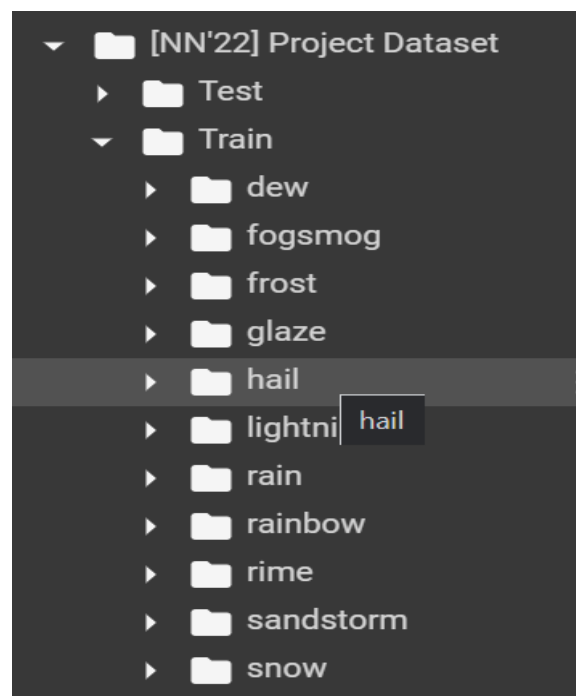 [NN'22] Project Dataset
Test
Train
dew
fogsmog
frost
glaze
hail
hail
lightni
rain
rainbow
rime
sandstorm
snow